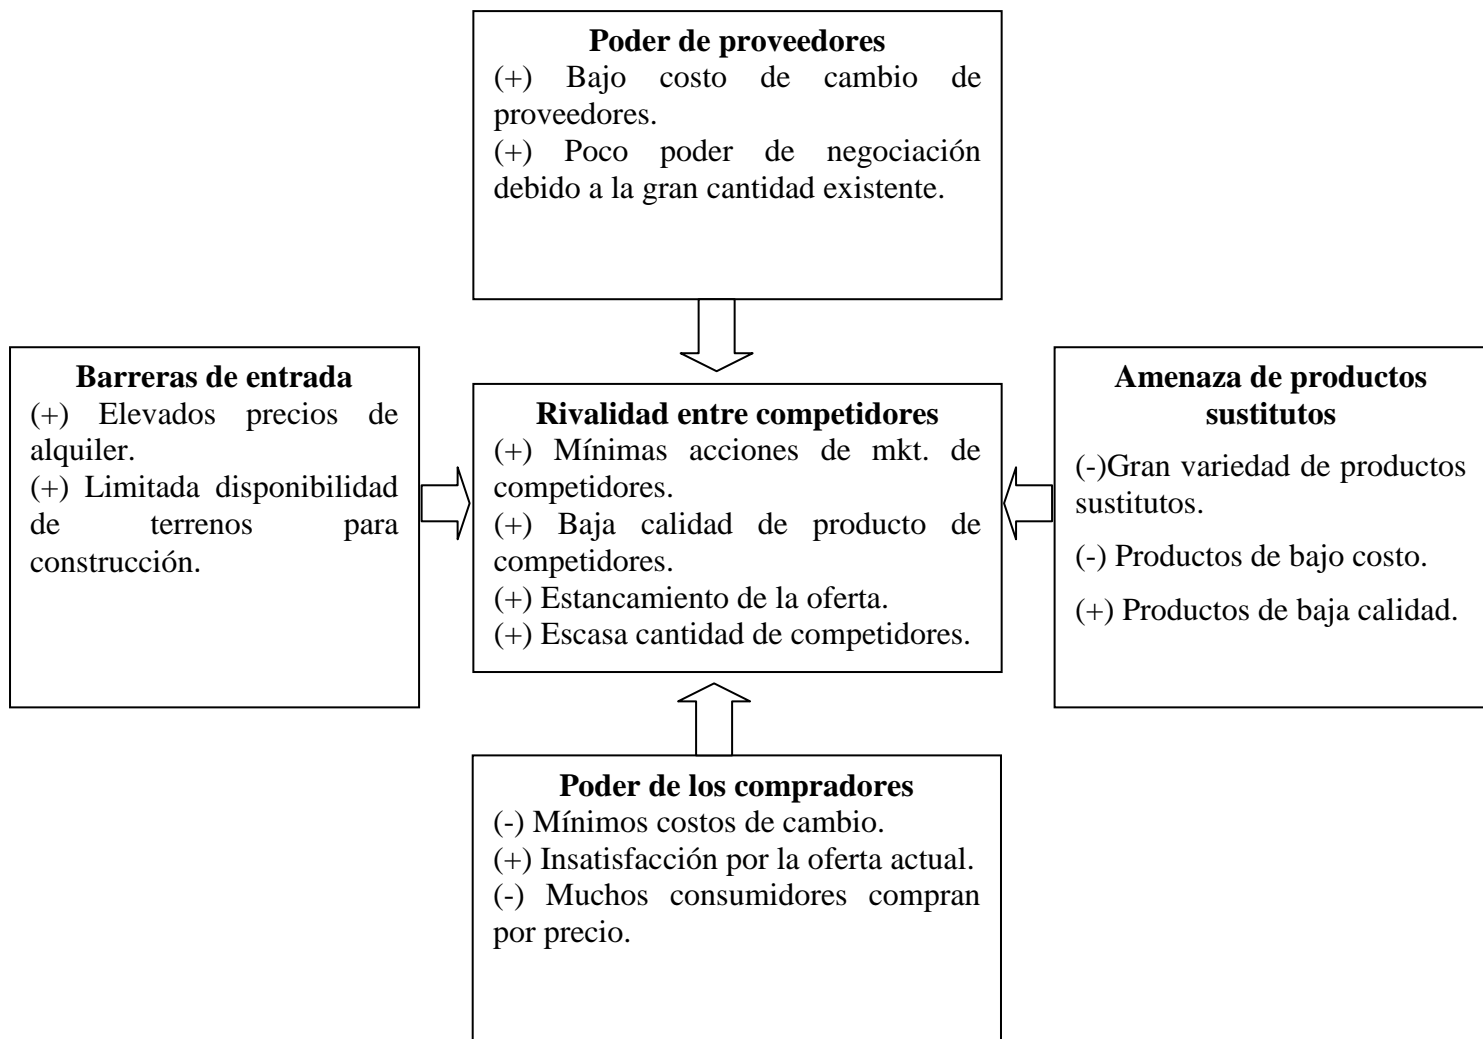 Poder de proveedores
(+) Bajo costo de cambio de
proveedores.
(+) Poco poder de negociación
debido a la gran cantidad existente.
Barreras de entrada
(+) Elevados precios de
alquiler.
(+) Limitada disponibilidad
de terrenos para
construcción.
Rivalidad entre competidores
(+) Mínimas acciones de mkt. de
competidores.
(+) Baja calidad de producto de
competidores.
(+) Estancamiento de la oferta.
(+) Escasa cantidad de competidores.
Amenaza de productos
sustitutos
(-)Gran variedad de productos
sustitutos.
(-) Productos de bajo costo.
(+) Productos de baja calidad.
Poder de los compradores
(-) Mínimos costos de cambio.
(+) Insatisfacción por la oferta actual.
(-) Muchos consumidores compran
por precio.